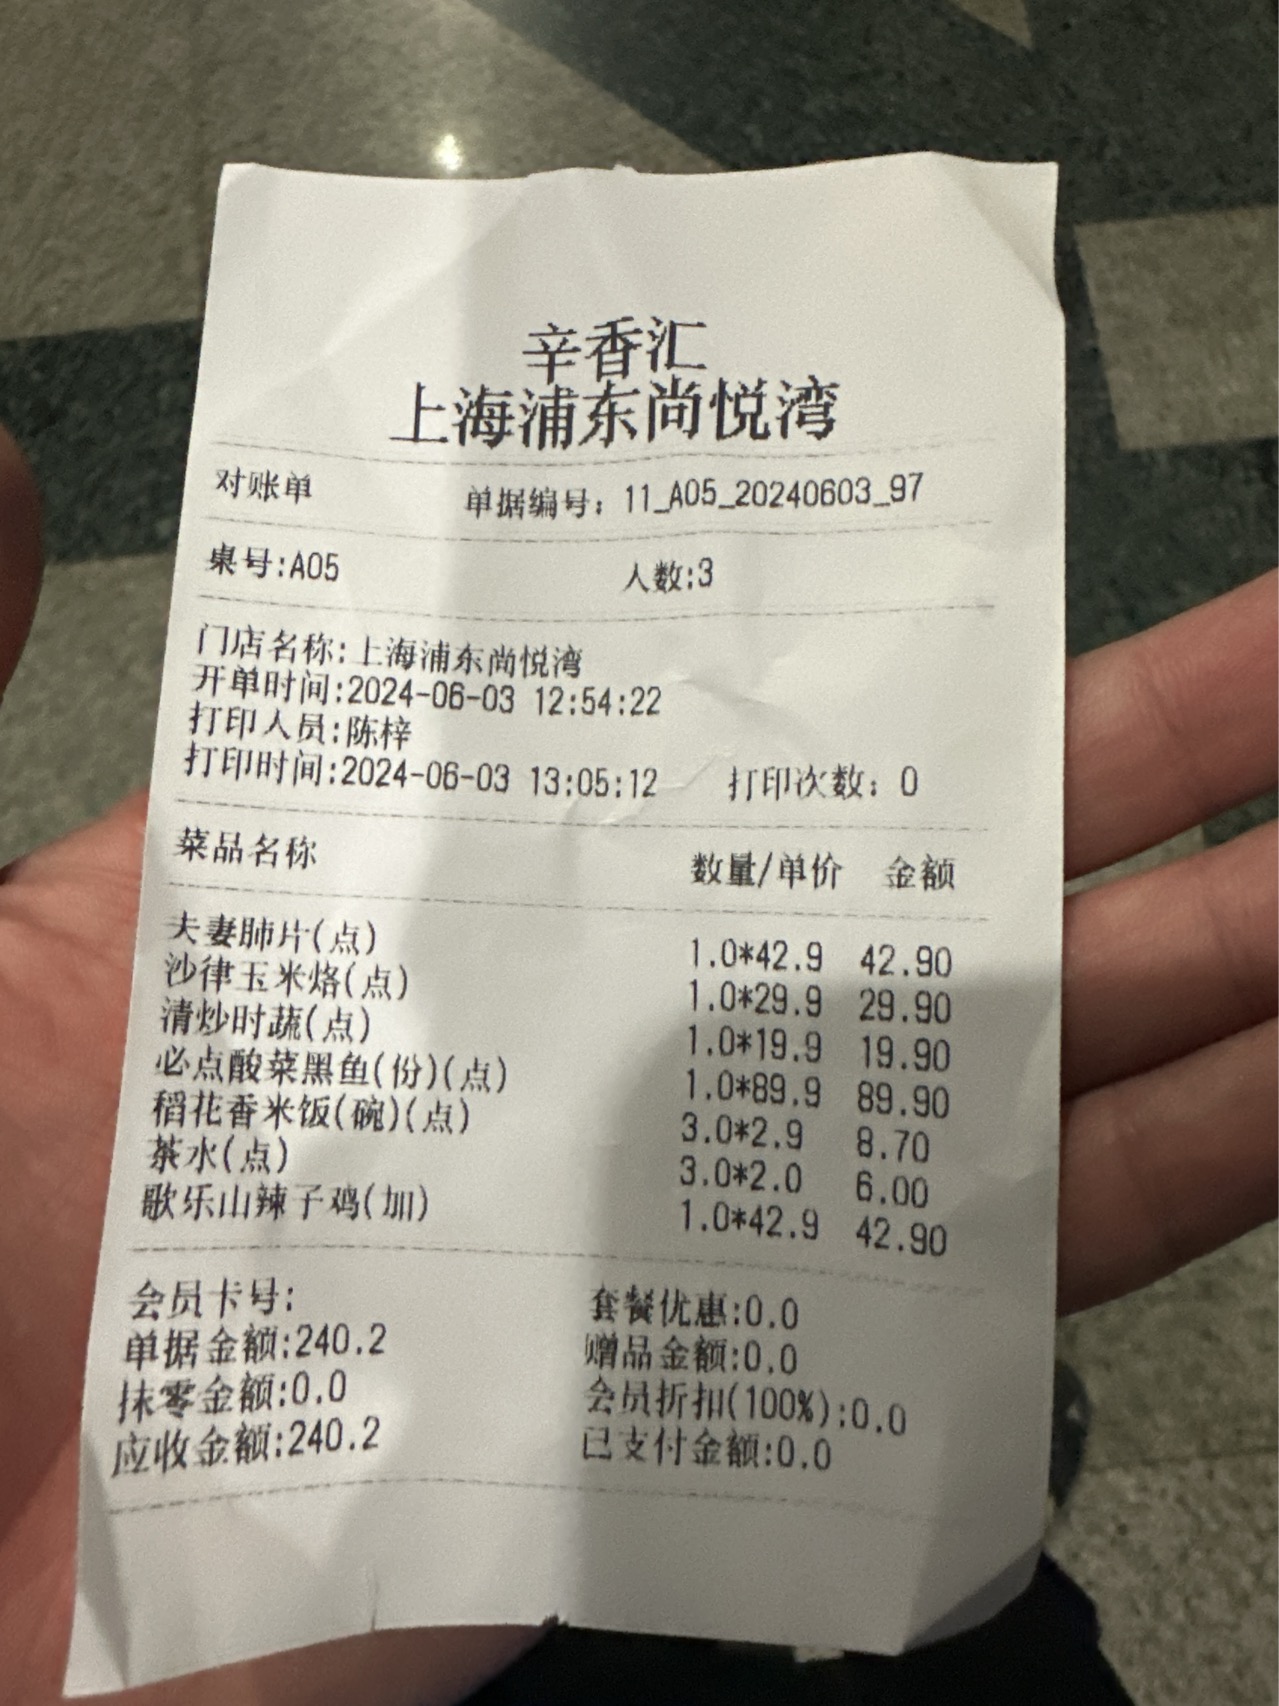 辛香汇
上海浦东尚悦湾
对账单 单据编号：11_A05_20240603_97
桌号:A05 人数:3
门店名称:上海浦东尚悦湾
开单时间:2024-06-03 12:54:22
打印人员:陈梓
打印时间:2024-06-03 13:05:12 打印次数：0
菜品名称 数量/单价 金额
夫妻肺片(点) 1.0*42.9 42.90
沙律玉米烙(点) 1.0*29.9 29.90
清炒时蔬(点) 1.0*19.9 19.90
必点酸菜黑鱼(份)(点) 1.0*89.9 89.90
稻花香米饭(碗)(点) 3.0*2.9 8.70
茶水(点) 3.0*2.0 6.00
歌乐山辣子鸡(加) 1.0*42.9 42.90
会员卡号: 套餐优惠:0.0
单据金额:240.2 赠品金额:0.0
抹零金额:0.0 会员折扣(100%):0.0
应收金额:240.2 已支付金额:0.0